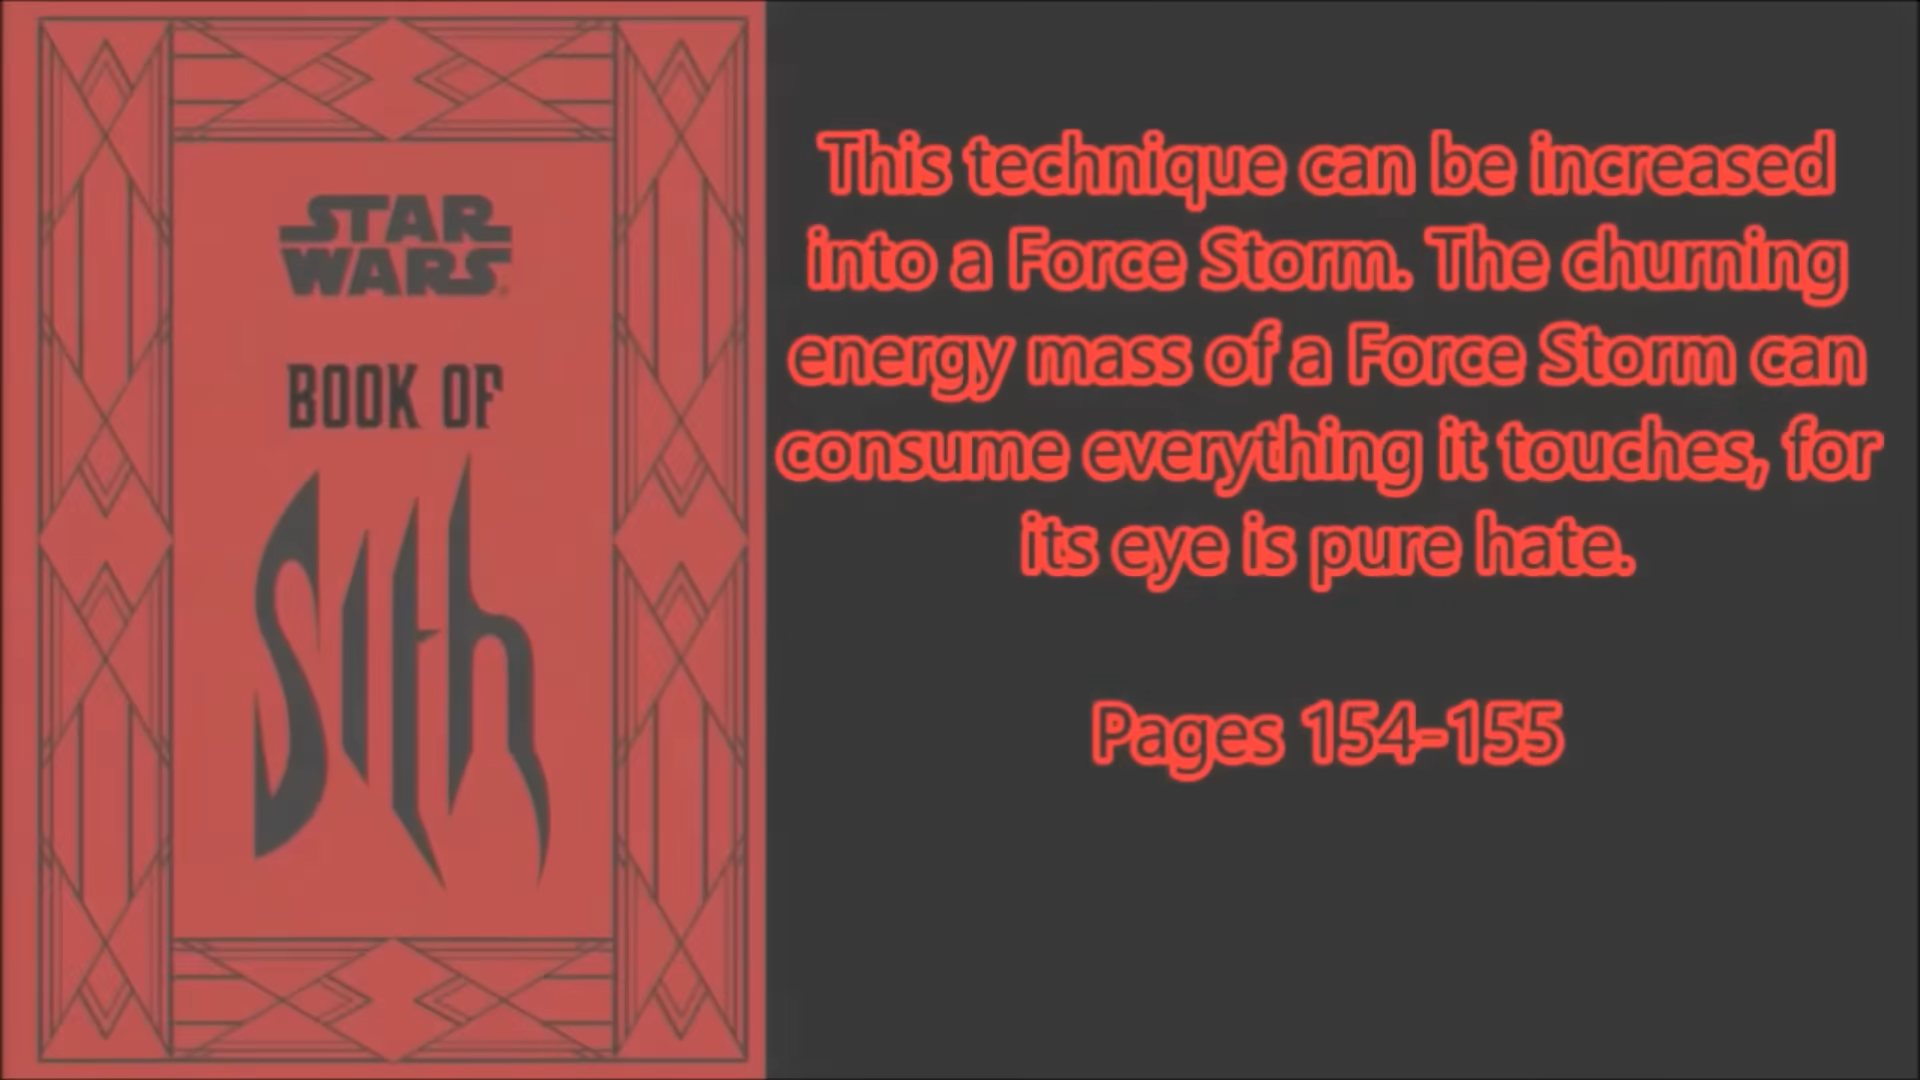 STAR
WARS
BOOK OF
Sith
This technique can be increased
into a Force Storm. The churning
energy mass of a Force Storm can
consume everything it touches, for
its eye is pure hate.
Pages 154-155